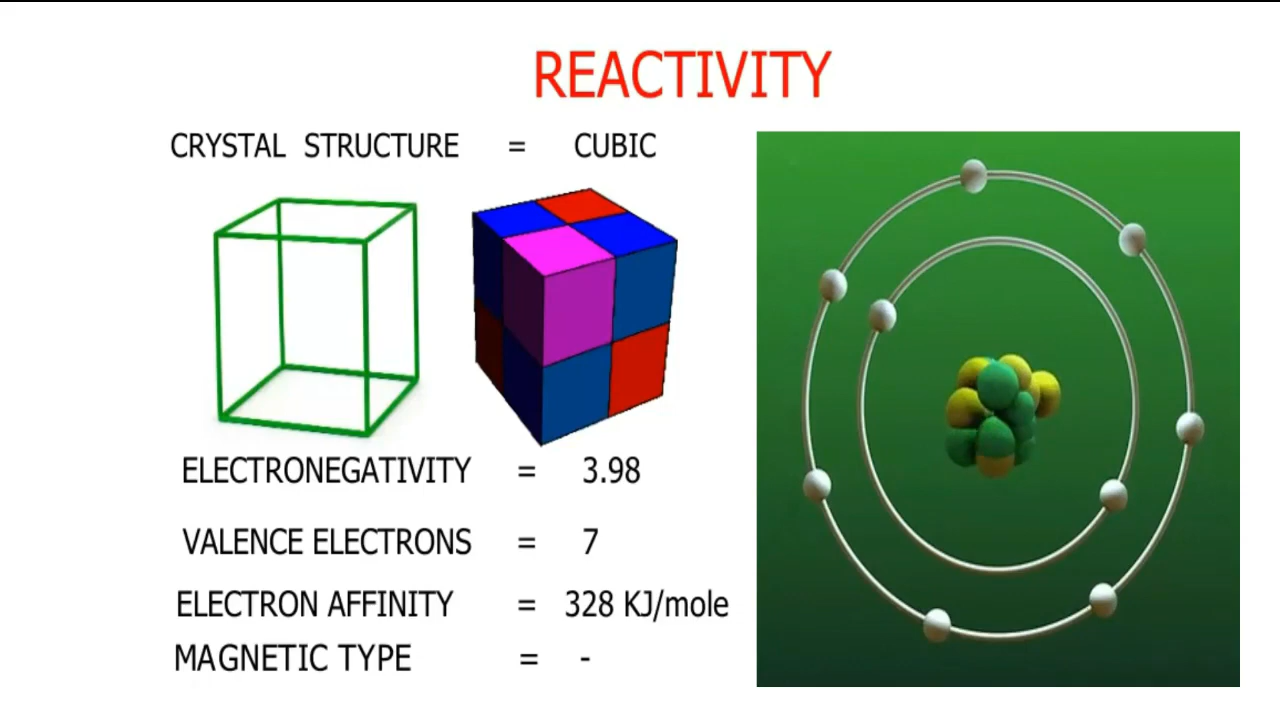 REACTIVITY
CRYSTAL STRUCTURE = CUBIC
ELECTRONEGATIVITY = 3.98
VALENCE ELECTRONS = 7
ELECTRON AFFINITY = 328 KJ/mole
MAGNETIC TYPE = -